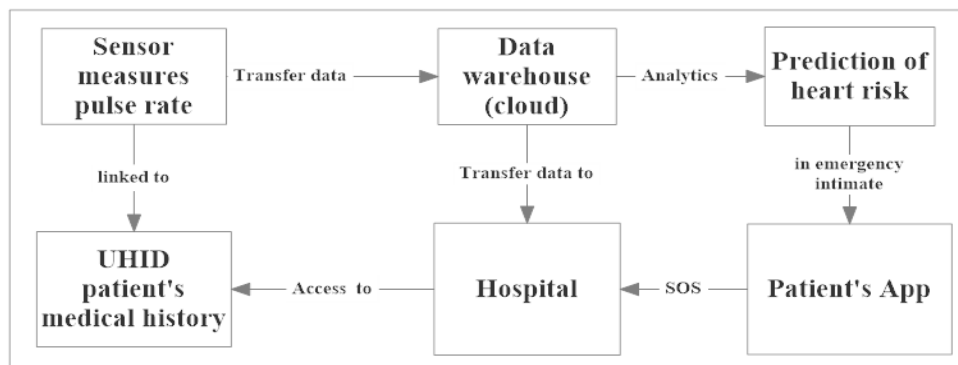 Sensor
measures
pulse rate
Transfer data
Data
warehouse
(cloud)
Analytics
Prediction of
heart risk
linked to
Transfer data to
in emergency
intimate
UHID
patient's
medical history
Access to
Hospital
SOS
Patient's App